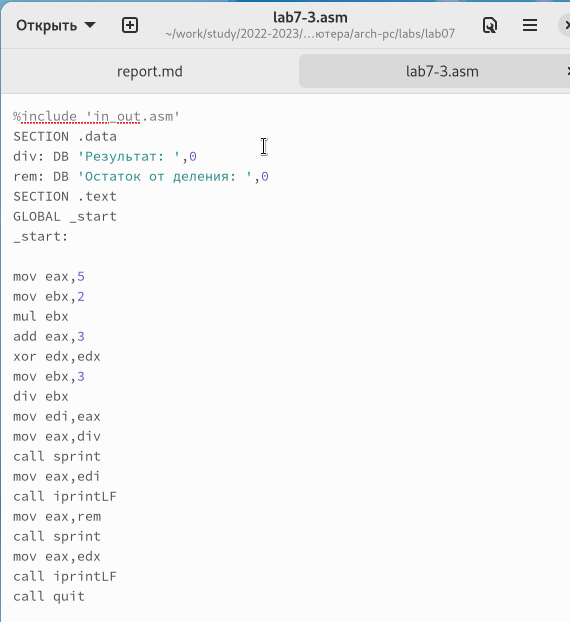 Открыть
lab7-3.asm
~/work/study/2022-2023/…ютера/arch-pc/labs/lab07
report.md
lab7-3.asm
%include 'in_out.asm'
SECTION .data
div: DB 'Результат: ',0
rem: DB 'Остаток от деления: ',0
SECTION .text
GLOBAL _start
_start:
mov eax,5
mov ebx,2
mul ebx
add eax,3
xor edx,edx
mov ebx,3
div ebx
mov edi,eax
mov eax,div
call sprint
mov eax,edi
call iprintLF
mov eax,rem
call sprint
mov eax,edx
call iprintLF
call quit